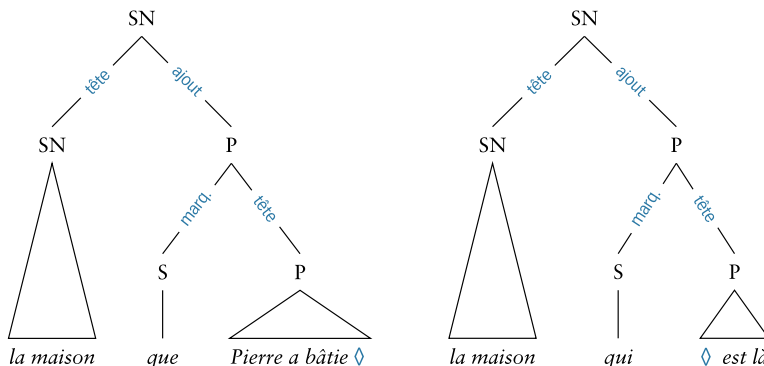 SN SN
tête ajout tête ajout
SN P SN P
marq. tête marq. tête
S P S P
la maison que Pierre a bâtie ◊ la maison qui ◊ est là